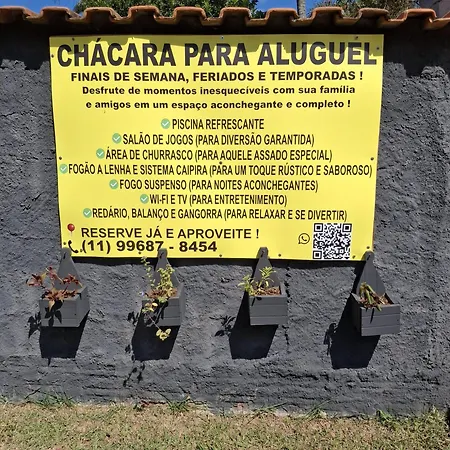 CHÁCARA PARA ALUGUEL
FINAIS DE SEMANA, FERIADOS E TEMPORADAS !
Desfrute de momentos inesquecíveis com sua família
e amigos em um espaço aconchegante e completo !
PISCINA REFRESCANTE
SALÃO DE JOGOS (PARA DIVERSÃO GARANTIDA)
ÁREA DE CHURRASCO (PARA AQUELE ASSADO ESPECIAL)
FOGÃO A LENHA E SISTEMA CAIPIRA (PARA UM TOQUE RÚSTICO E SABOROSO)
FOGO SUSPENSO (PARA NOITES ACONCHEGANTES)
WI-FI E TV (PARA ENTRETENIMENTO)
REDÁRIO, BALANÇO E GANGORRA (PARA RELAXAR E SE DIVERTIR)
RESERVE JÁ E APROVEITE !
(11) 99687 - 8454